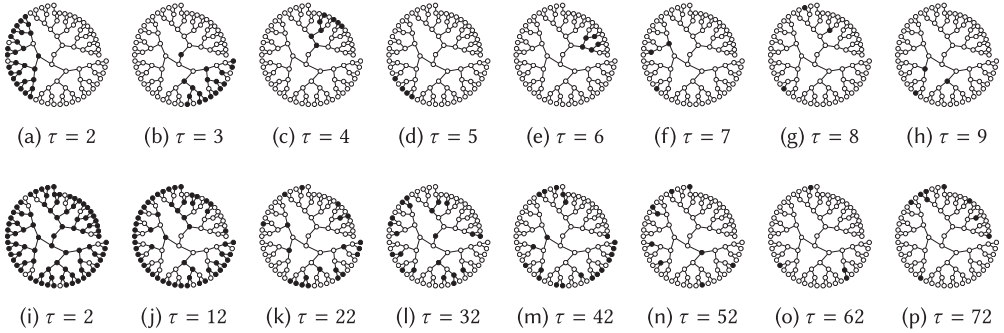 (a) τ = 2 (b) τ = 3 (c) τ = 4 (d) τ = 5 (e) τ = 6 (f) τ = 7 (g) τ = 8 (h) τ = 9
(i) τ = 2 (j) τ = 12 (k) τ = 22 (l) τ = 32 (m) τ = 42 (n) τ = 52 (o) τ = 62 (p) τ = 72